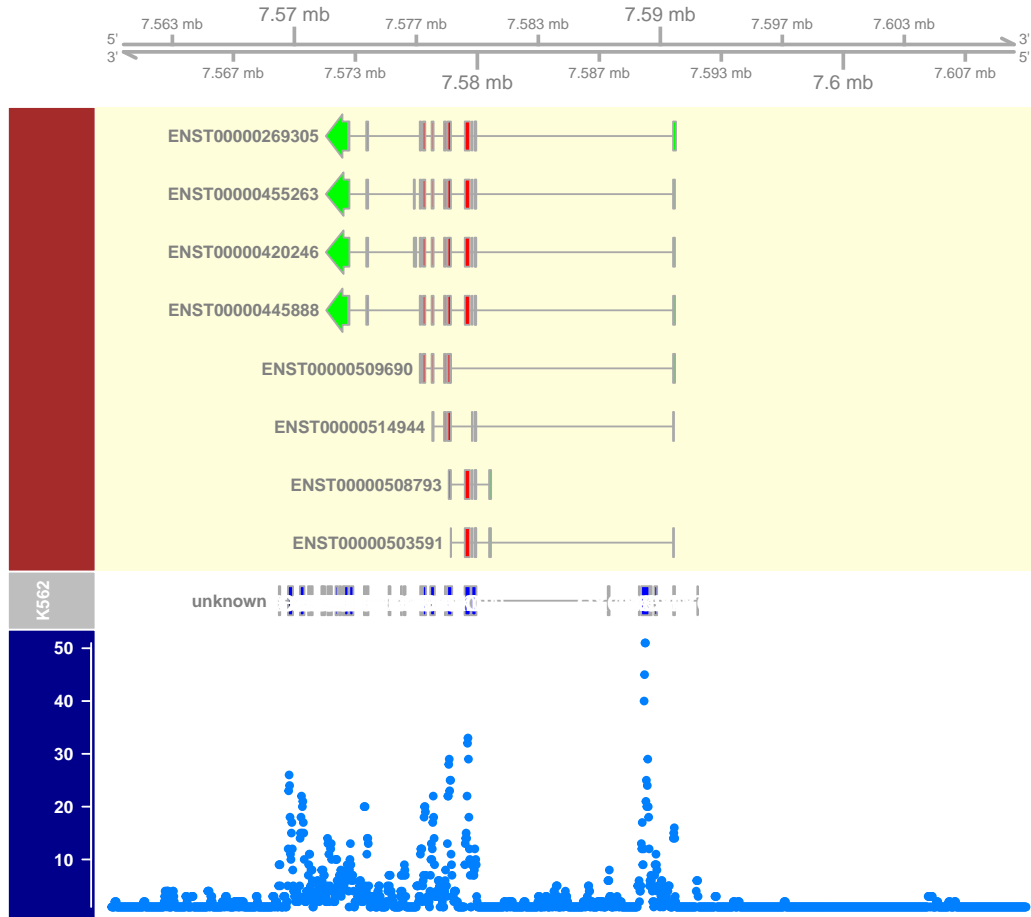 7.57 mb 7.59 mb
7.563 mb 7.577 mb 7.583 mb 7.597 mb 7.603 mb
5' 3'
3' 5'
7.567 mb 7.573 mb 7.587 mb 7.593 mb 7.607 mb
7.58 mb 7.6 mb
ENST00000269305
ENST00000455263
ENST00000420246
ENST00000445888
ENST00000509690
ENST00000514944
ENST00000508793
ENST00000503591
K562
unknown
50
40
30
20
10